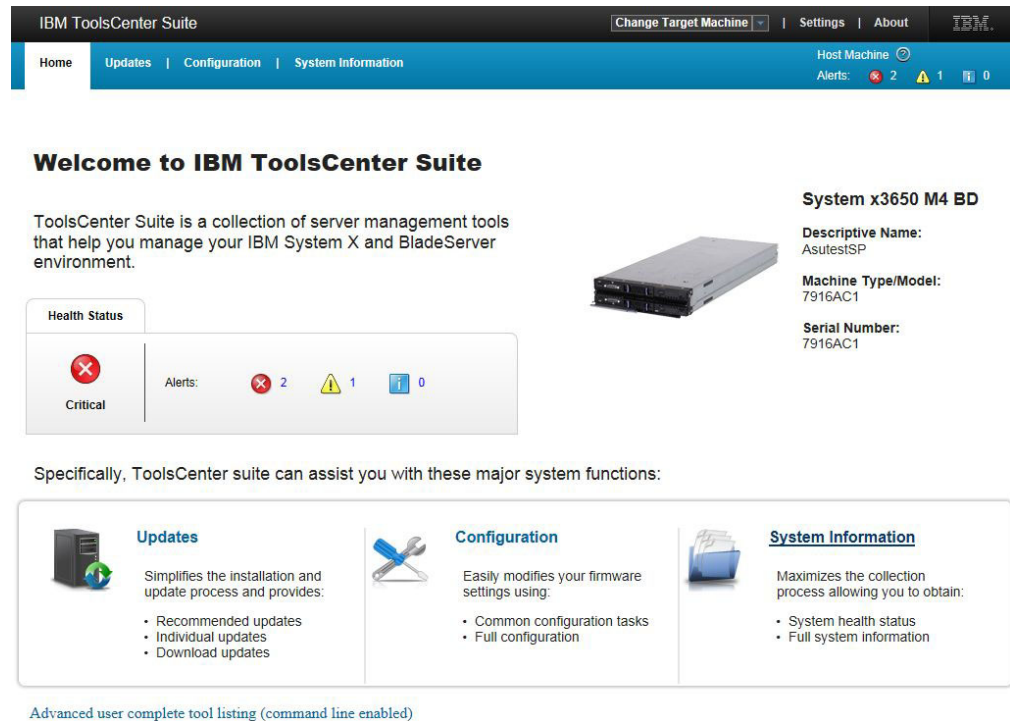 IBM ToolsCenter Suite
Change Target Machine | Settings | About IBM.
Home Updates | Configuration | System Information
Host Machine ?
Alerts: 2 1 0
Welcome to IBM ToolsCenter Suite
ToolsCenter Suite is a collection of server management tools
that help you manage your IBM System X and BladeServer
environment.
System x3650 M4 BD
Descriptive Name:
AsutestSP
Machine Type/Model:
7916AC1
Serial Number:
7916AC1
Health Status
Critical
Alerts: 2 1 0
Specifically, ToolsCenter suite can assist you with these major system functions:
Updates
Simplifies the installation and
update process and provides:
• Recommended updates
• Individual updates
• Download updates
Configuration
Easily modifies your firmware
settings using:
• Common configuration tasks
• Full configuration
System Information
Maximizes the collection
process allowing you to obtain:
• System health status
• Full system information
Advanced user complete tool listing (command line enabled)